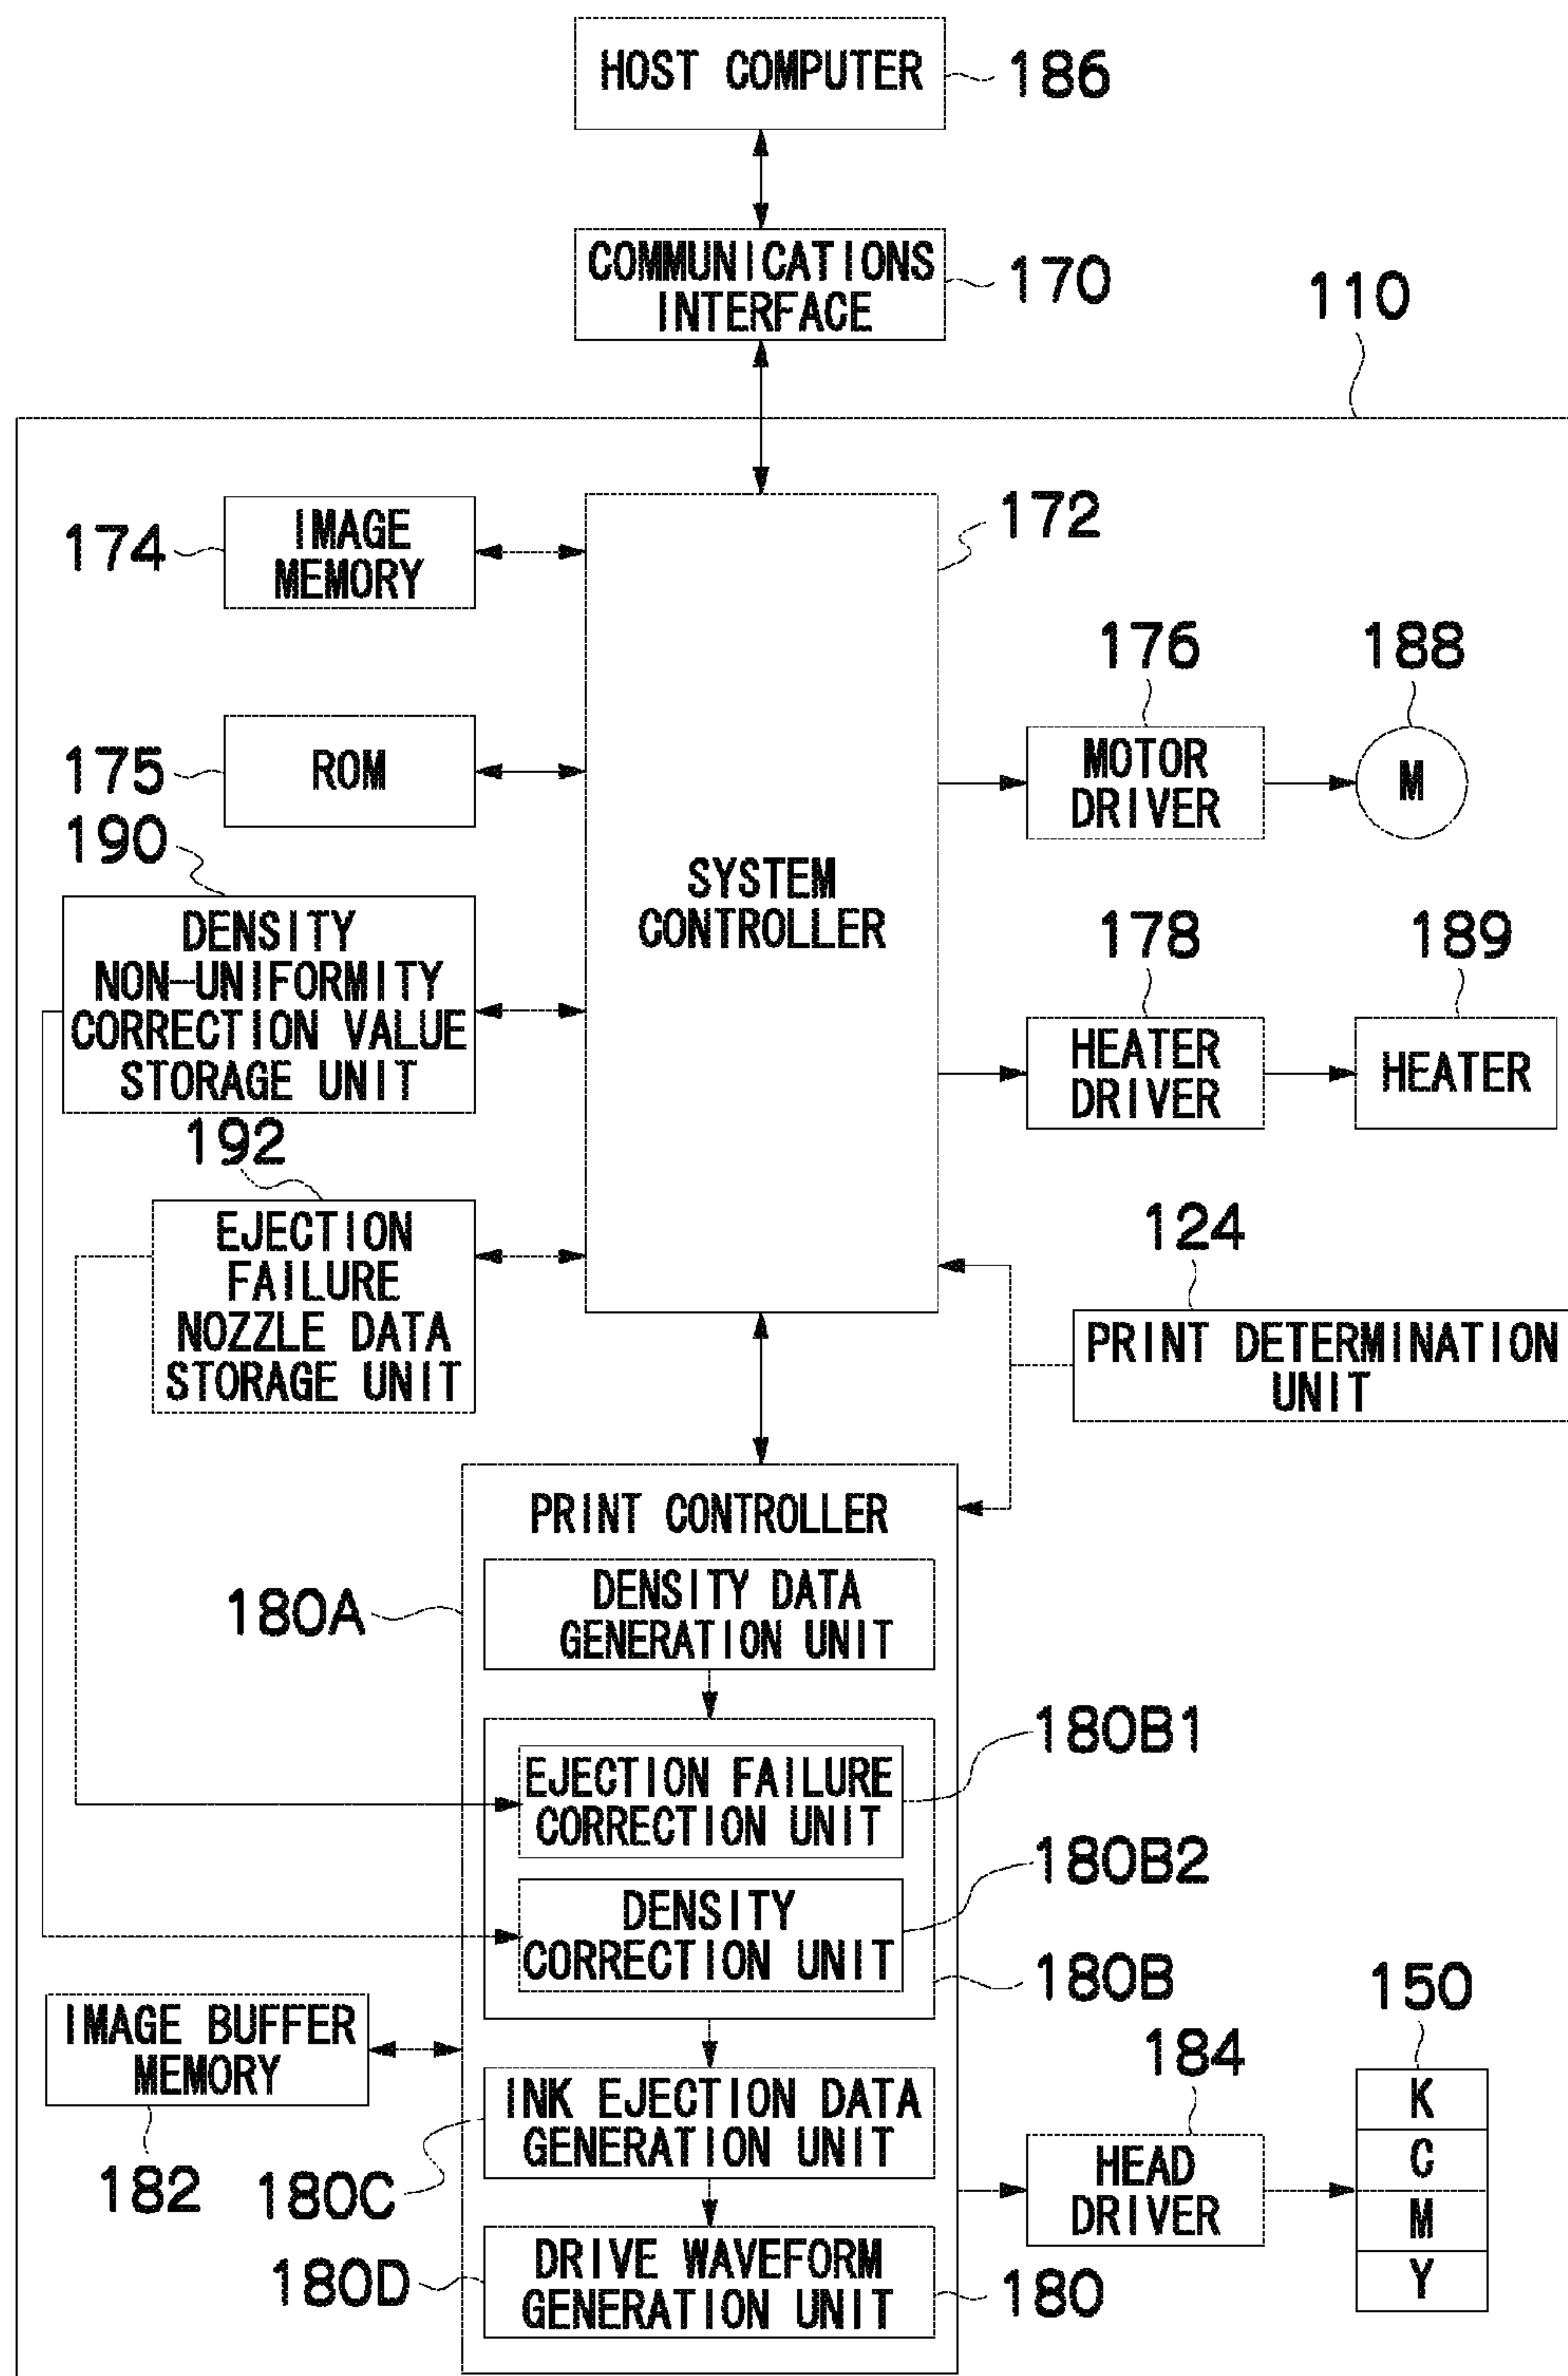 HOST COMPUTER
186
COMMUNICATIONS
INTERFACE
170
110
174
IMAGE
MEMORY
172
175
ROM
176
188
MOTOR
DRIVER
M
190
DENSITY
NON-UNIFORMITY
CORRECTION VALUE
STORAGE UNIT
SYSTEM
CONTROLLER
178
189
HEATER
DRIVER
HEATER
192
EJECTION
FAILURE
NOZZLE DATA
STORAGE UNIT
124
PRINT DETERMINATION
UNIT
PRINT CONTROLLER
180A
DENSITY DATA
GENERATION UNIT
180B1
EJECTION FAILURE
CORRECTION UNIT
180B2
DENSITY
CORRECTION UNIT
180B
IMAGE BUFFER
MEMORY
182
INK EJECTION DATA
GENERATION UNIT
180C
184
HEAD
DRIVER
150
K
C
M
Y
180D
DRIVE WAVEFORM
GENERATION UNIT
180